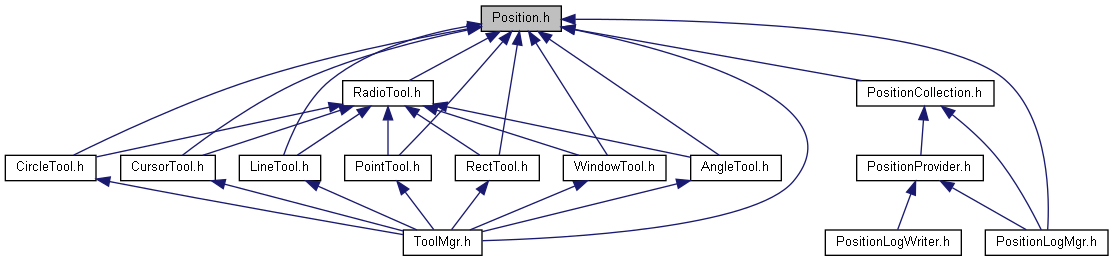 Position.h
RadioTool.h
PositionCollection.h
CircleTool.h
CursorTool.h
LineTool.h
PointTool.h
RectTool.h
WindowTool.h
AngleTool.h
PositionProvider.h
ToolMgr.h
PositionLogWriter.h
PositionLogMgr.h